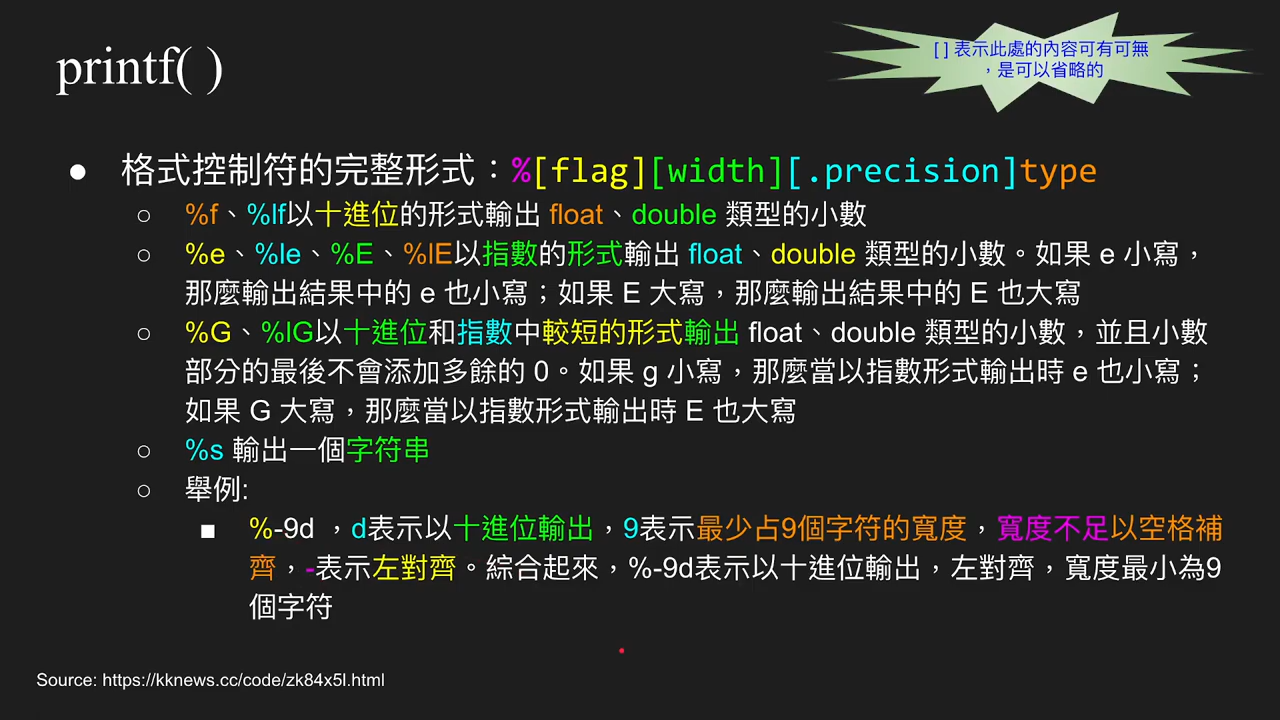 printf( )
[ ] 表示此處的內容可有可無
，是可以省略的
● 格式控制符的完整形式：%[flag][width][.precision]type
○ %f、%lf以十進位的形式輸出 float、double 類型的小數
○ %e、%le、%E、%lE以指數的形式輸出 float、double 類型的小數。如果 e 小寫，
那麼輸出結果中的 e 也小寫；如果 E 大寫，那麼輸出結果中的 E 也大寫
○ %G、%lG以十進位和指數中較短的形式輸出 float、double 類型的小數，並且小數
部分的最後不會添加多餘的 0。如果 g 小寫，那麼當以指數形式輸出時 e 也小寫；
如果 G 大寫，那麼當以指數形式輸出時 E 也大寫
○ %s 輸出一個字符串
○ 舉例:
■ %-9d ，d表示以十進位輸出，9表示最少占9個字符的寬度，寬度不足以空格補
齊，-表示左對齊。綜合起來，%-9d表示以十進位輸出，左對齊，寬度最小為9
個字符
Source: https://kknews.cc/code/zk84x5l.html